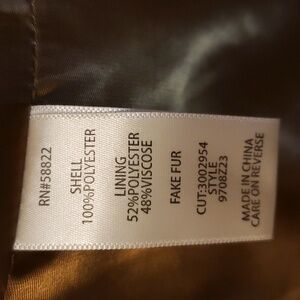 RN#58822
SHELL
100%POLYESTER
LINING
52%POLYESTER
48%VISCOSE
FAKE FUR
CUT:3002954
STYLE
9708Z23
MADE IN CHINA
CARE ON REVERSE